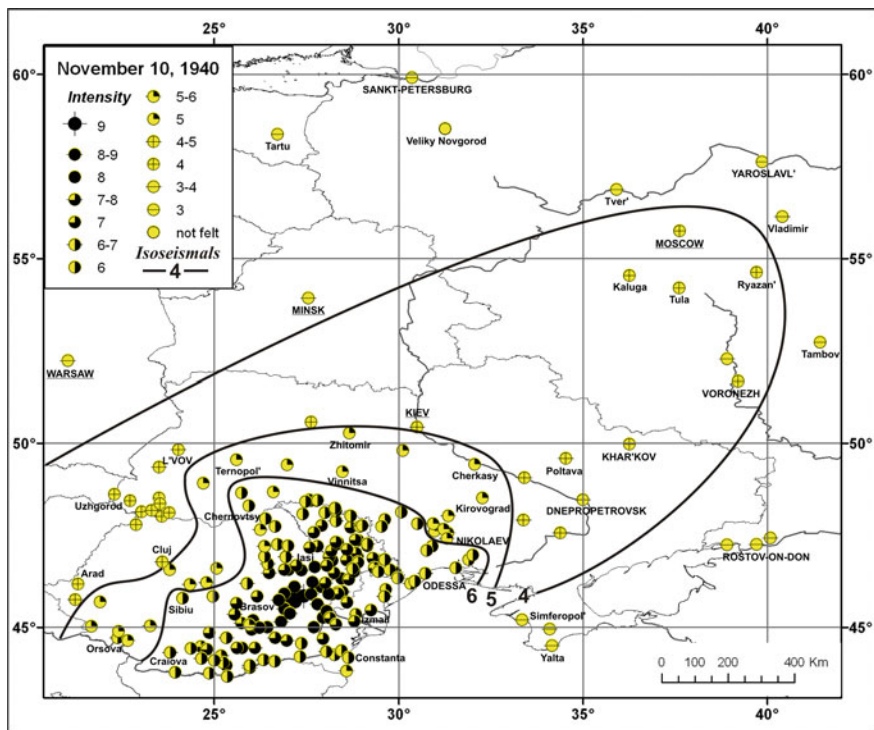 25° 30° 35° 40°
November 10, 1940
Intensity
9
8-9
8
7-8
7
6-7
6
5-6
5
4-5
4
3-4
3
not felt
Isoseismals
4
60° 60°
SANKT-PETERSBURG
Tartu
Veliky Novgorod
YAROSLAVL'
Tver'
Vladimir
55° 55°
MOSCOW
Kaluga
Tula
Ryazan'
MINSK
WARSAW
Tambov
VORONEZH
50° 50°
KIEV
Zhitomir
L'VOV
Ternopol'
Vinnitsa
Cherkasy
Poltava
KHAR'KOV
Uzhgorod
Chernovtsy
Kirovograd
DNEPROPETROVSK
NIKOLAEV
Cluj
Iasi
ROSTOV-ON-DON
Arad
ODESSA
6 5 4
Sibiu
Brasov
Izmail
Simferopol'
45° 45°
Orsova
Craiova
Constanta
Yalta
0 100 200 400 Km
25° 30° 35° 40°